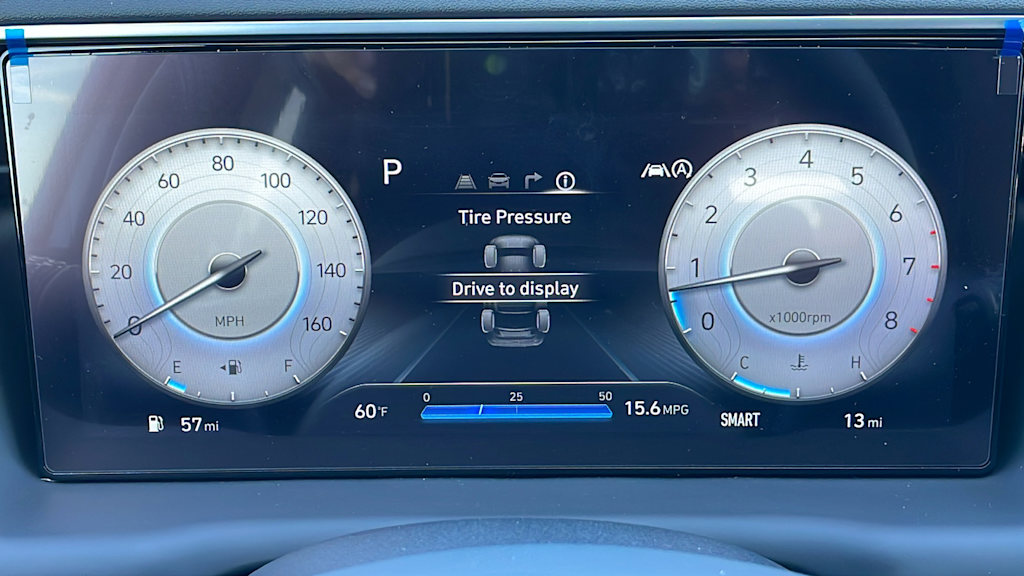 80
60
100
40
120
20
140
0
160
MPH
E
F
57 mi
P
Tire Pressure
Drive to display
0
25
50
60°F
15.6 MPG
A
4
3
5
2
6
1
7
0
8
x1000rpm
C
H
SMART
13 mi